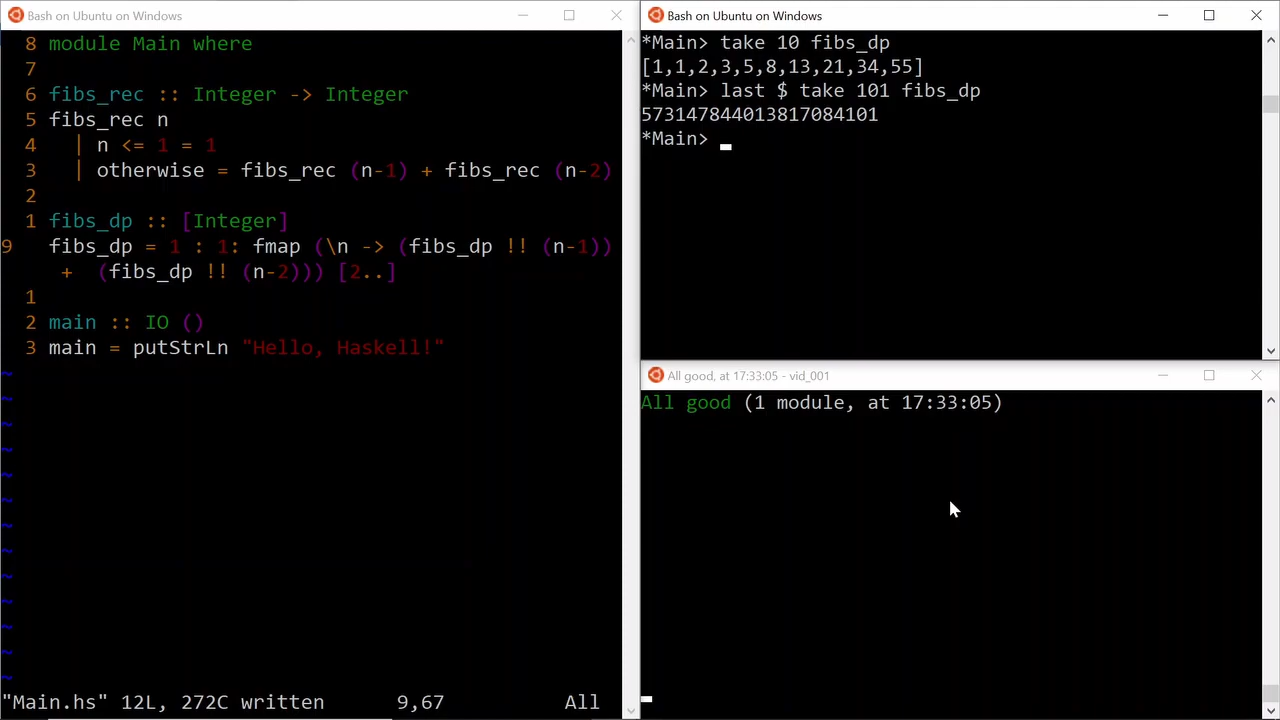 Bash on Ubuntu on Windows
8 module Main where
7
6 fibs_rec :: Integer -> Integer
5 fibs_rec n
4   | n <= 1 = 1
3   | otherwise = fibs_rec (n-1) + fibs_rec (n-2)
2
1 fibs_dp :: [Integer]
9 fibs_dp = 1 : 1: fmap (\n -> (fibs_dp !! (n-1))
+  (fibs_dp !! (n-2))) [2..]
1
2 main :: IO ()
3 main = putStrLn "Hello, Haskell!"
~
~
~
~
~
~
~
~
~
~
~
~
~
"Main.hs" 12L, 272C written 9,67 All
Bash on Ubuntu on Windows
*Main> take 10 fibs_dp
[1,1,2,3,5,8,13,21,34,55]
*Main> last $ take 101 fibs_dp
573147844013817084101
*Main>
All good, at 17:33:05 - vid_001
All good (1 module, at 17:33:05)